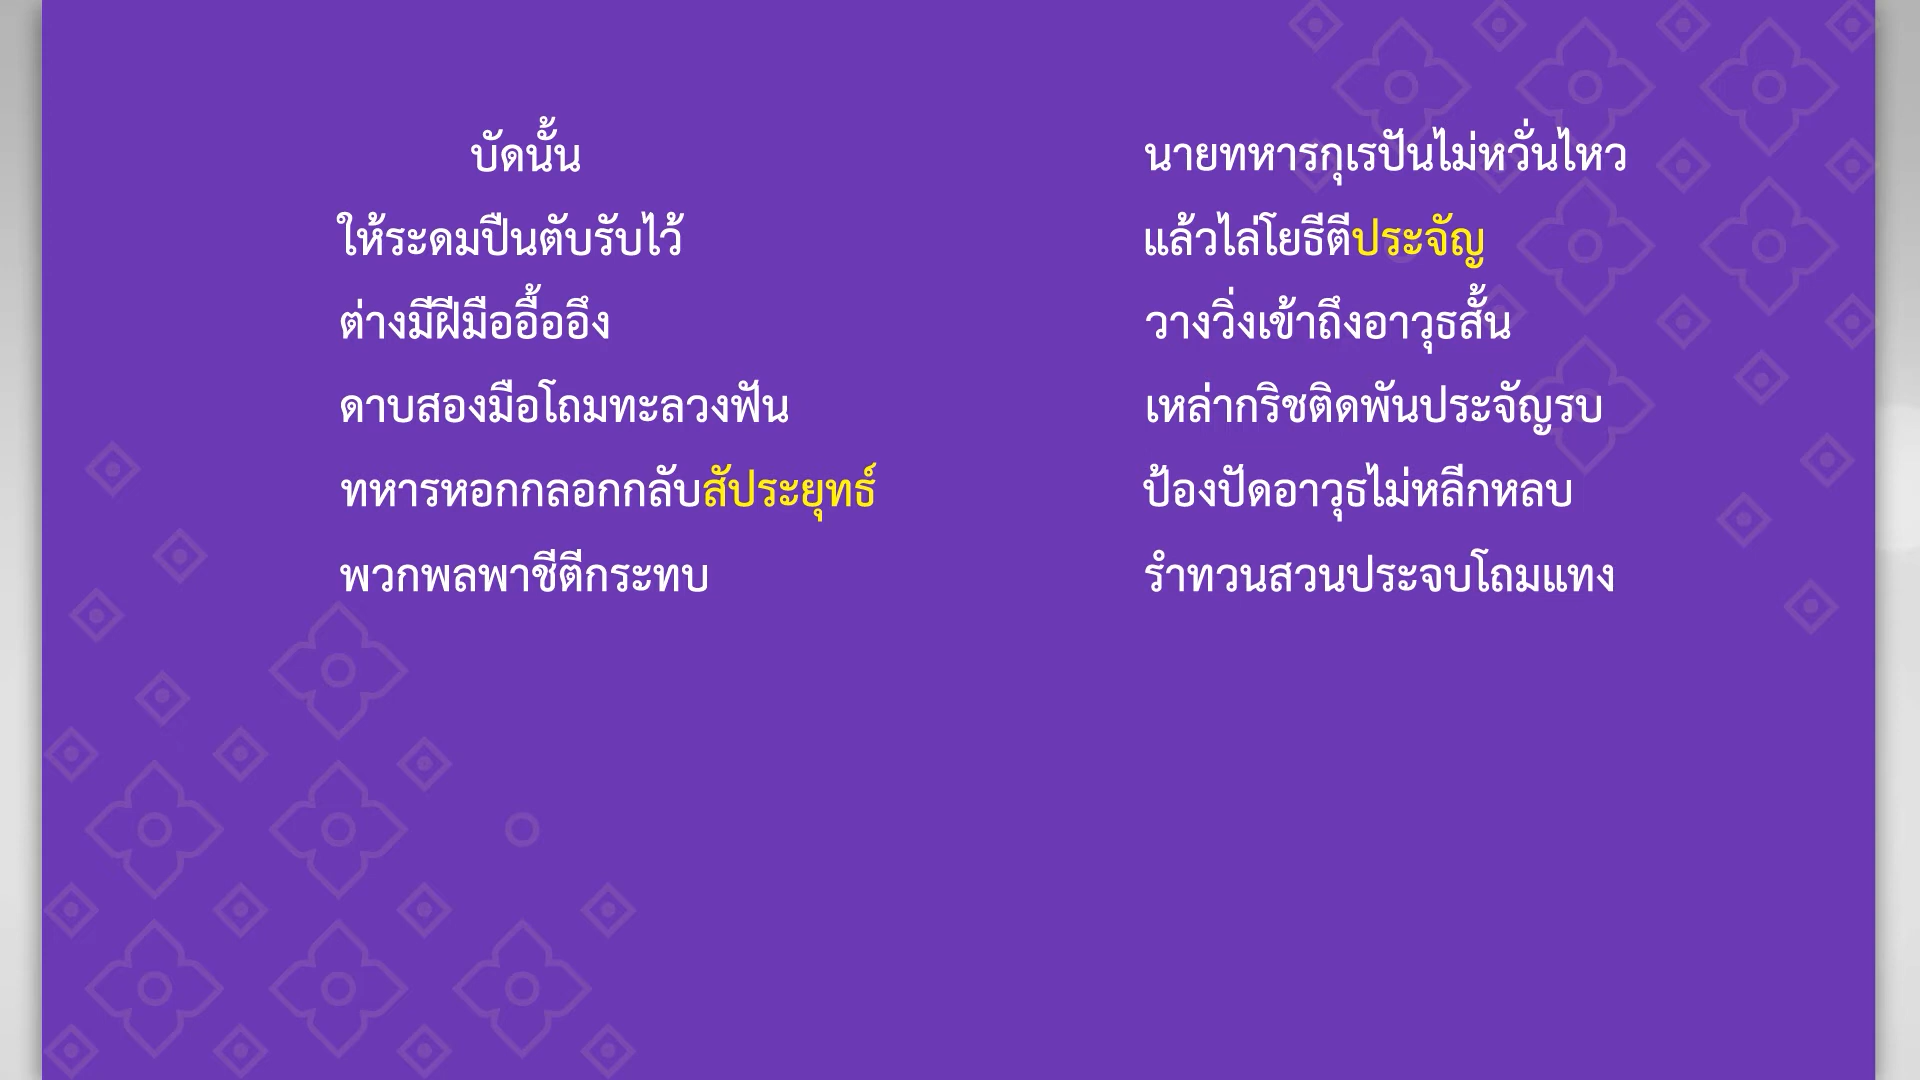 บัดนั้น นายทหารกุเรปันไม่หวั่นไหว
ให้ระดมปืนตับรับไว้ แล้วไล่โยธีตีประจัญ
ต่างมีฝีมืออื้ออึง วางวิ่งเข้าถึงอาวุธสั้น
ดาบสองมือโถมทะลวงฟัน เหล่ากริชติดพันประจัญรบ
ทหารหอกกลอกกลับสัประยุทธ์ ป้องปัดอาวุธไม่หลีกหลบ
พวกพลพาชีตีกระทบ รำทวนสวนประจบโถมแทง